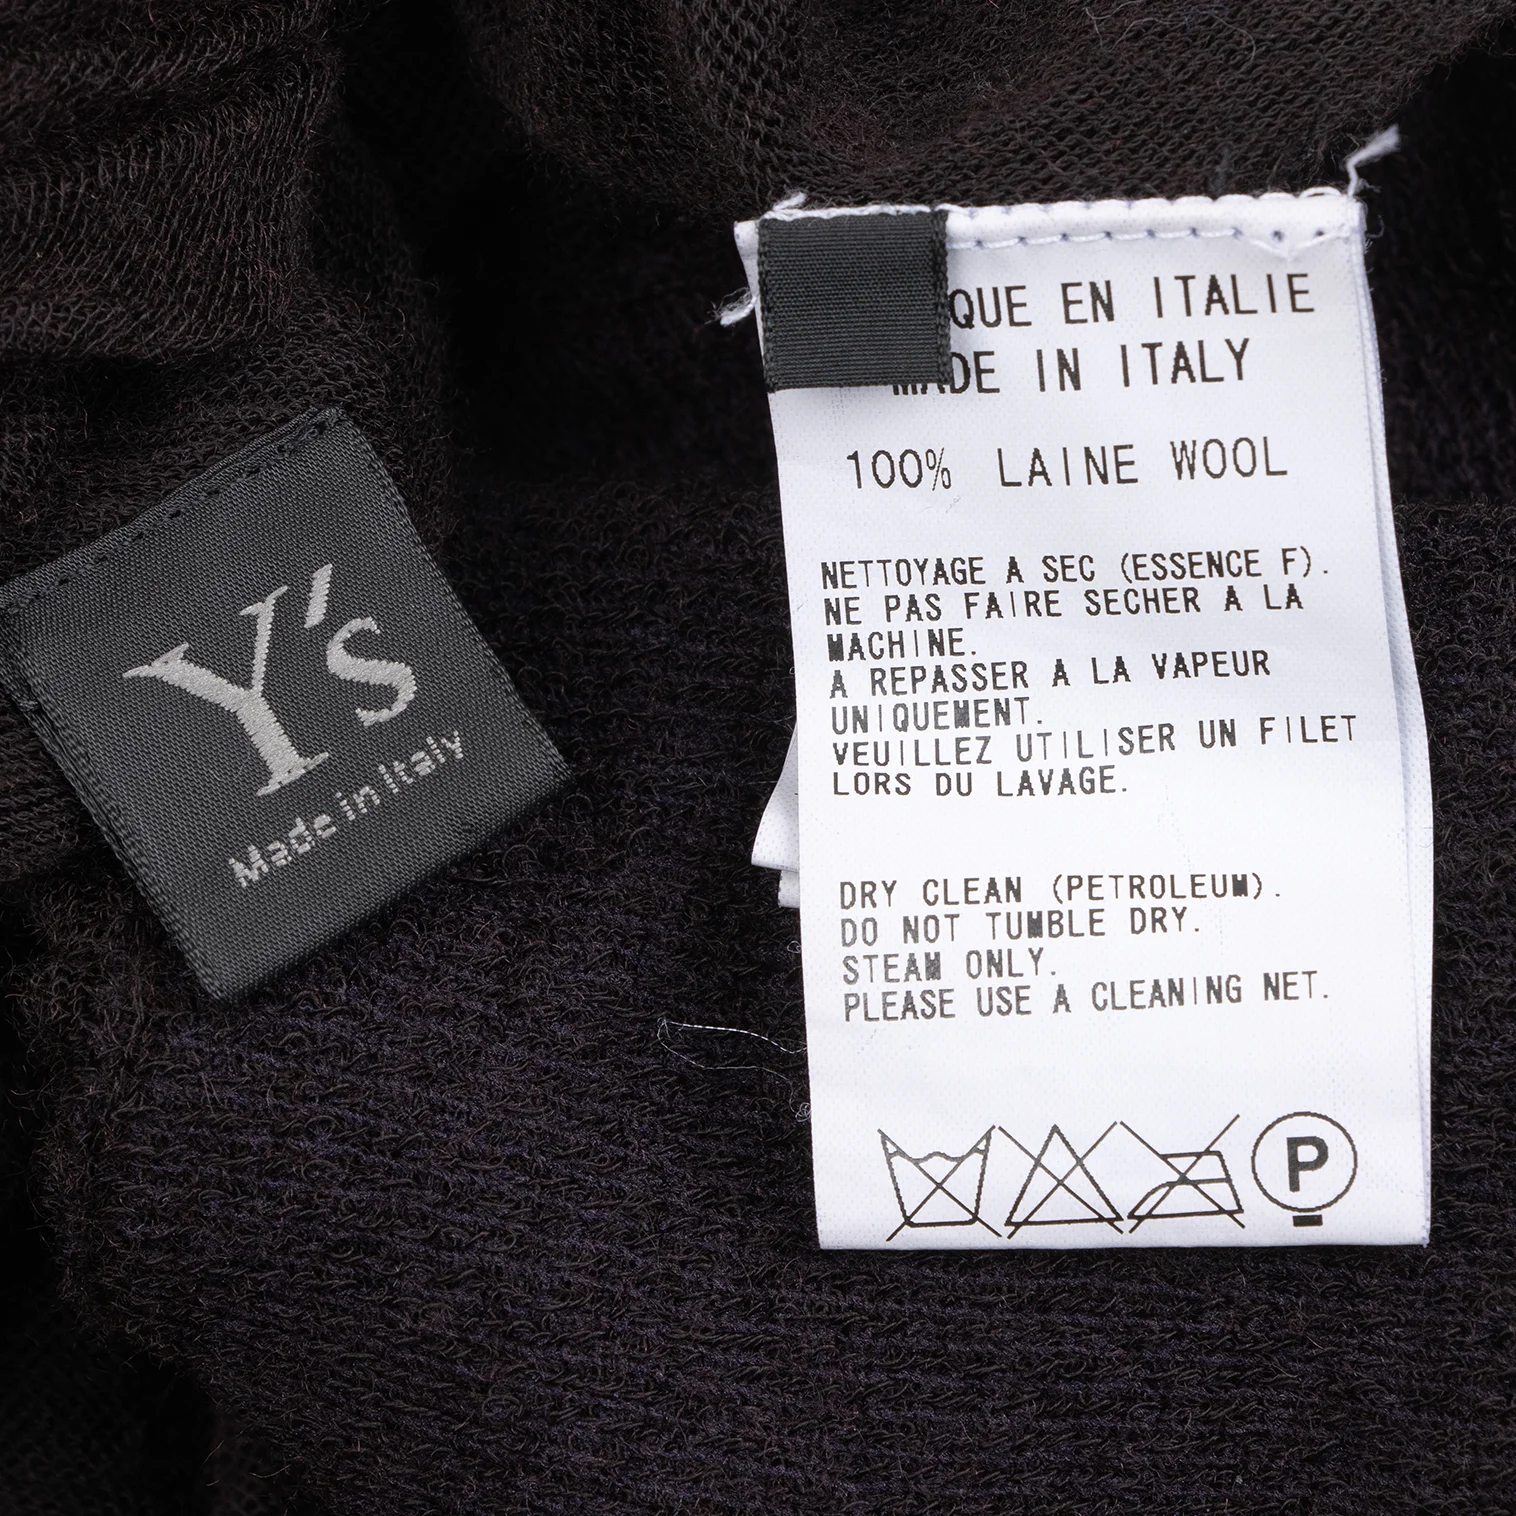 Y's
Made in Italy
QUE EN ITALIE
MADE IN ITALY
100% LAINE WOOL
NETTOYAGE A SEC (ESSENCE F).
NE PAS FAIRE SECHER A LA
MACHINE.
A REPASSER A LA VAPEUR
UNIQUEMENT.
VEUILLEZ UTILISER UN FILET
LORS DU LAVAGE.
DRY CLEAN (PETROLEUM).
DO NOT TUMBLE DRY.
STEAM ONLY.
PLEASE USE A CLEANING NET.
P